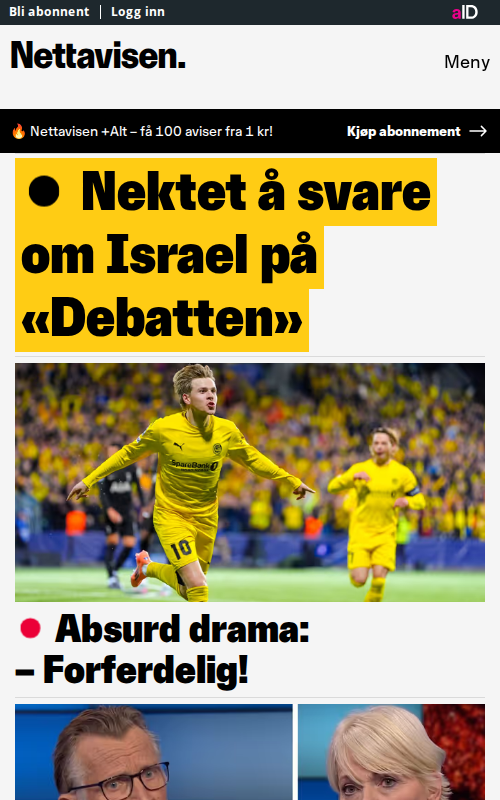 Bli abonnent | Logg inn
aID
Nettavisen.
Meny
🔥 Nettavisen +Alt – få 100 aviser fra 1 kr!
Kjøp abonnement →
● Nektet å svare
om Israel på
«Debatten»
SpareBank 1
10
Absurd drama:
– Forferdelig!